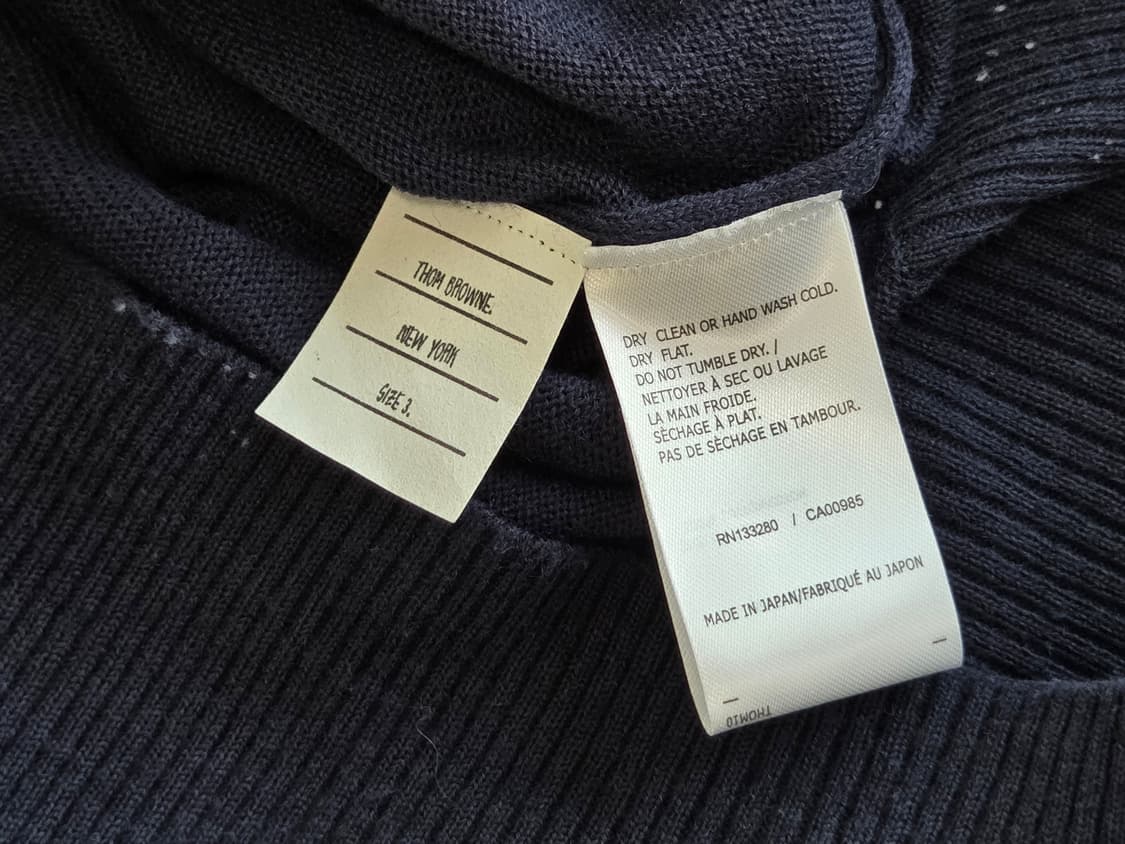 THOM BROWNE.
NEW YORK
SIZE 3.
DRY CLEAN OR HAND WASH COLD.
DRY FLAT.
DO NOT TUMBLE DRY. /
NETTOYER À SEC OU LAVAGE
LA MAIN FROIDE.
SÈCHAGE À PLAT.
PAS DE SÈCHAGE EN TAMBOUR.
RN133280 / CA00985
MADE IN JAPAN/FABRIQUÉ AU JAPON
THOM10